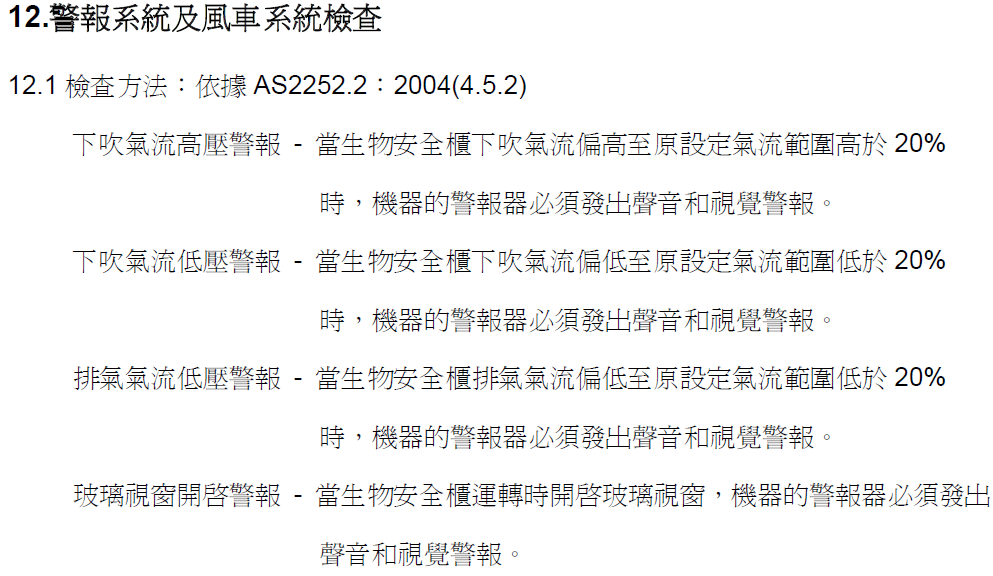 12.警報系統及風車系統檢查
12.1 檢查方法：依據 AS2252.2：2004(4.5.2)
下吹氣流高壓警報 - 當生物安全櫃下吹氣流偏高至原設定氣流範圍高於 20%
時，機器的警報器必須發出聲音和視覺警報。
下吹氣流低壓警報 - 當生物安全櫃下吹氣流偏低至原設定氣流範圍低於 20%
時，機器的警報器必須發出聲音和視覺警報。
排氣氣流低壓警報 - 當生物安全櫃排氣氣流偏低至原設定氣流範圍低於 20%
時，機器的警報器必須發出聲音和視覺警報。
玻璃視窗開啓警報 - 當生物安全櫃運轉時開啓玻璃視窗，機器的警報器必須發出
聲音和視覺警報。